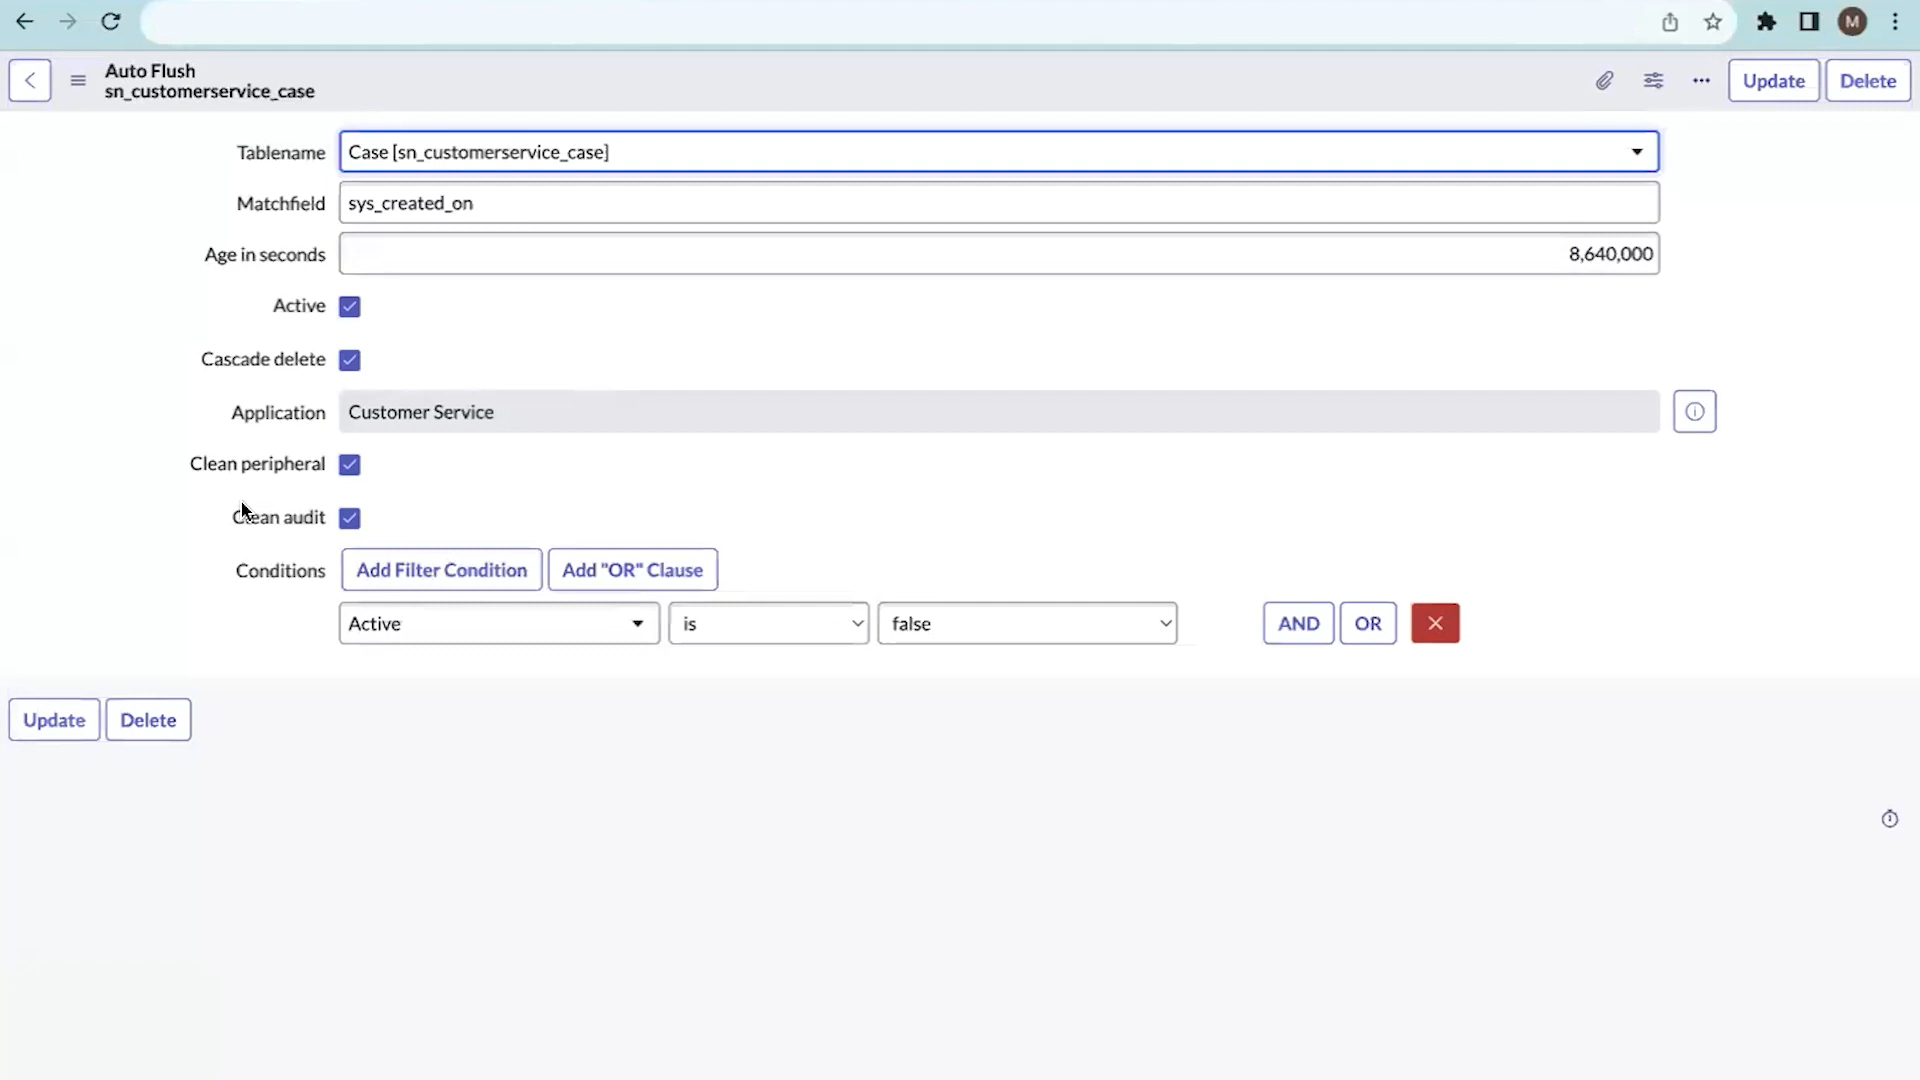 M
Auto Flush
sn_customerservice_case
Update Delete
Tablename Case [sn_customerservice_case]
Matchfield sys_created_on
Age in seconds 8,640,000
Active
Cascade delete
Application Customer Service
Clean peripheral
Clean audit
Conditions Add Filter Condition Add "OR" Clause
Active is false AND OR
Update Delete